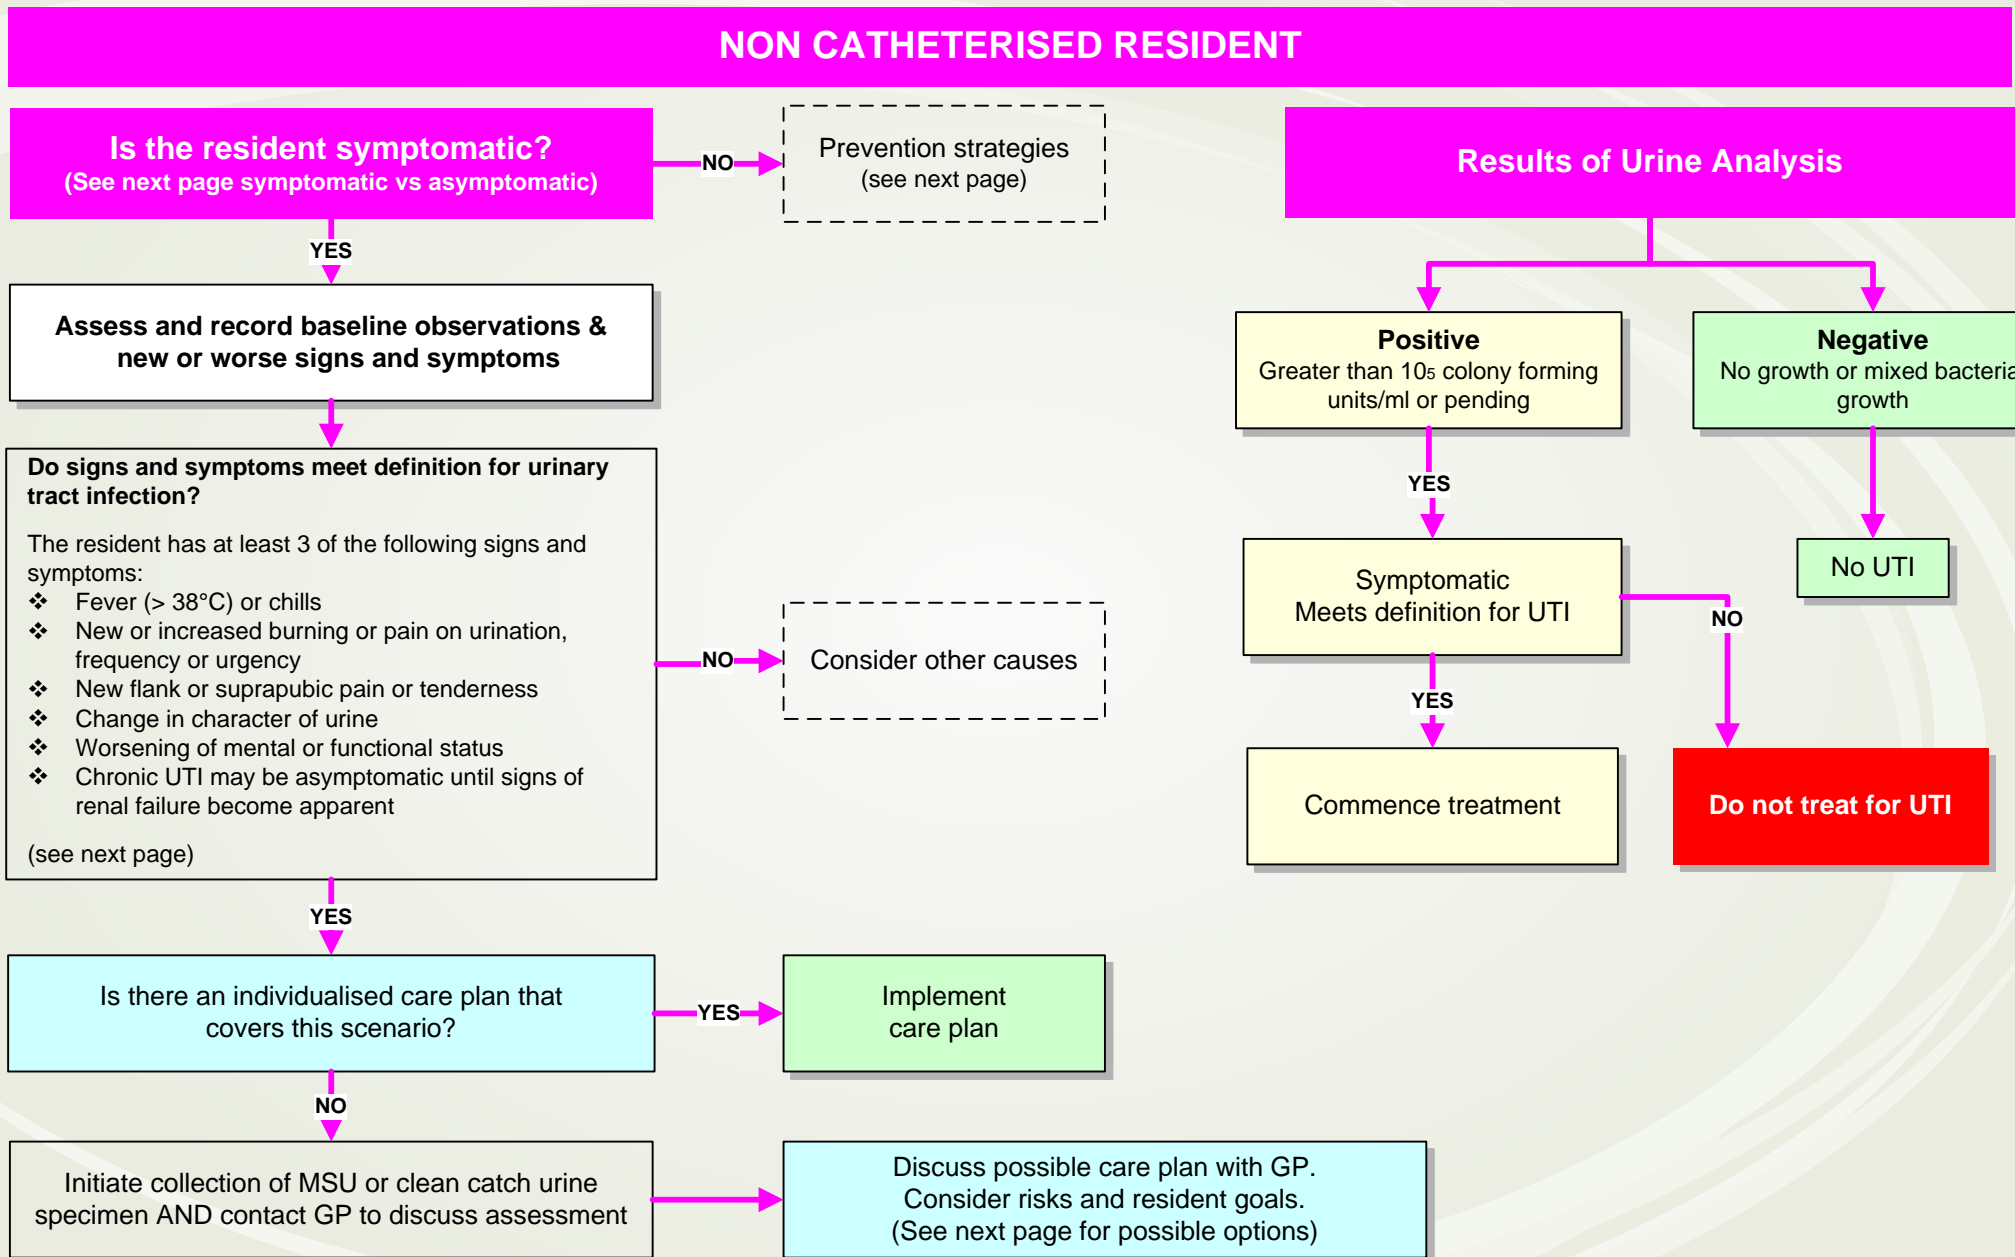 NON CATHETERISED RESIDENT
Is the resident symptomatic?
(See next page symptomatic vs asymptomatic)
NO
Prevention strategies
(see next page)
YES
Assess and record baseline observations &
new or worse signs and symptoms
Do signs and symptoms meet definition for urinary
tract infection?
The resident has at least 3 of the following signs and
symptoms:
❖ Fever (> 38°C) or chills
❖ New or increased burning or pain on urination,
frequency or urgency
❖ New flank or suprapubic pain or tenderness
❖ Change in character of urine
❖ Worsening of mental or functional status
❖ Chronic UTI may be asymptomatic until signs of
renal failure become apparent
(see next page)
NO
Consider other causes
YES
Is there an individualised care plan that
covers this scenario?
YES
Implement
care plan
NO
Initiate collection of MSU or clean catch urine
specimen AND contact GP to discuss assessment
Discuss possible care plan with GP.
Consider risks and resident goals.
(See next page for possible options)
Results of Urine Analysis
Positive
Greater than 10₅ colony forming
units/ml or pending
Negative
No growth or mixed bacteria
growth
YES
No UTI
Symptomatic
Meets definition for UTI
NO
YES
Commence treatment
Do not treat for UTI